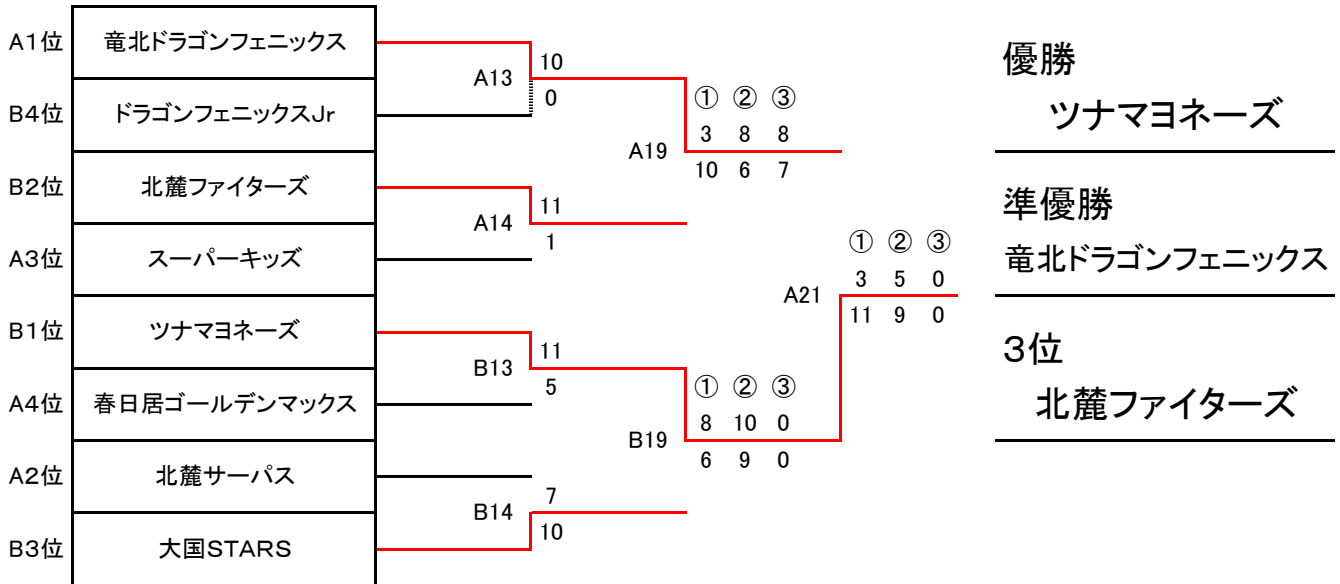 A1位 竜北ドラゴンフェニックス
B4位 ドラゴンフェニックスJr
B2位 北麓ファイターズ
A3位 スーパーキッズ
B1位 ツナマヨネーズ
A4位 春日居ゴールデンマックス
A2位 北麓サーパス
B3位 大国STARS
A13
10
0
A14
11
1
B13
11
5
B14
7
10
A19
① ② ③
3 8 8
10 6 7
B19
① ② ③
8 10 0
6 9 0
A21
① ② ③
3 5 0
11 9 0
優勝
ツナマヨネーズ
準優勝
竜北ドラゴンフェニックス
3位
北麓ファイターズ